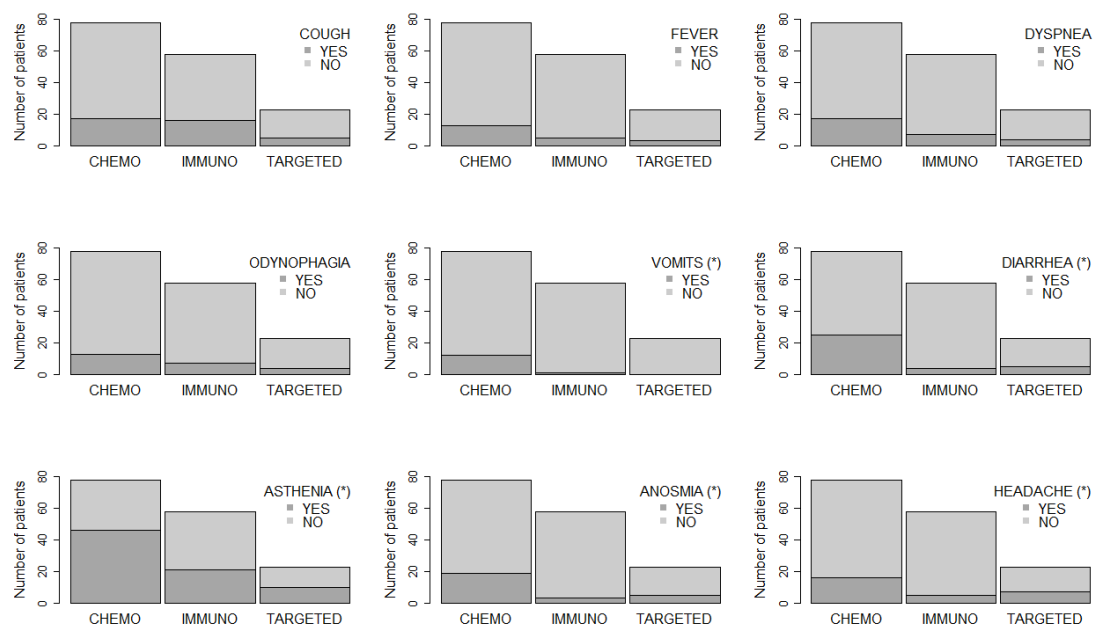 COUGH
YES
NO
Number of patients
0 20 40 60 80
CHEMO IMMUNO TARGETED
FEVER
YES
NO
Number of patients
0 20 40 60 80
CHEMO IMMUNO TARGETED
DYSPNEA
YES
NO
Number of patients
0 20 40 60 80
CHEMO IMMUNO TARGETED
ODYNOPHAGIA
YES
NO
Number of patients
0 20 40 60 80
CHEMO IMMUNO TARGETED
VOMITS (*)
YES
NO
Number of patients
0 20 40 60 80
CHEMO IMMUNO TARGETED
DIARRHEA (*)
YES
NO
Number of patients
0 20 40 60 80
CHEMO IMMUNO TARGETED
ASTHENIA (*)
YES
NO
Number of patients
0 20 40 60 80
CHEMO IMMUNO TARGETED
ANOSMIA (*)
YES
NO
Number of patients
0 20 40 60 80
CHEMO IMMUNO TARGETED
HEADACHE (*)
YES
NO
Number of patients
0 20 40 60 80
CHEMO IMMUNO TARGETED